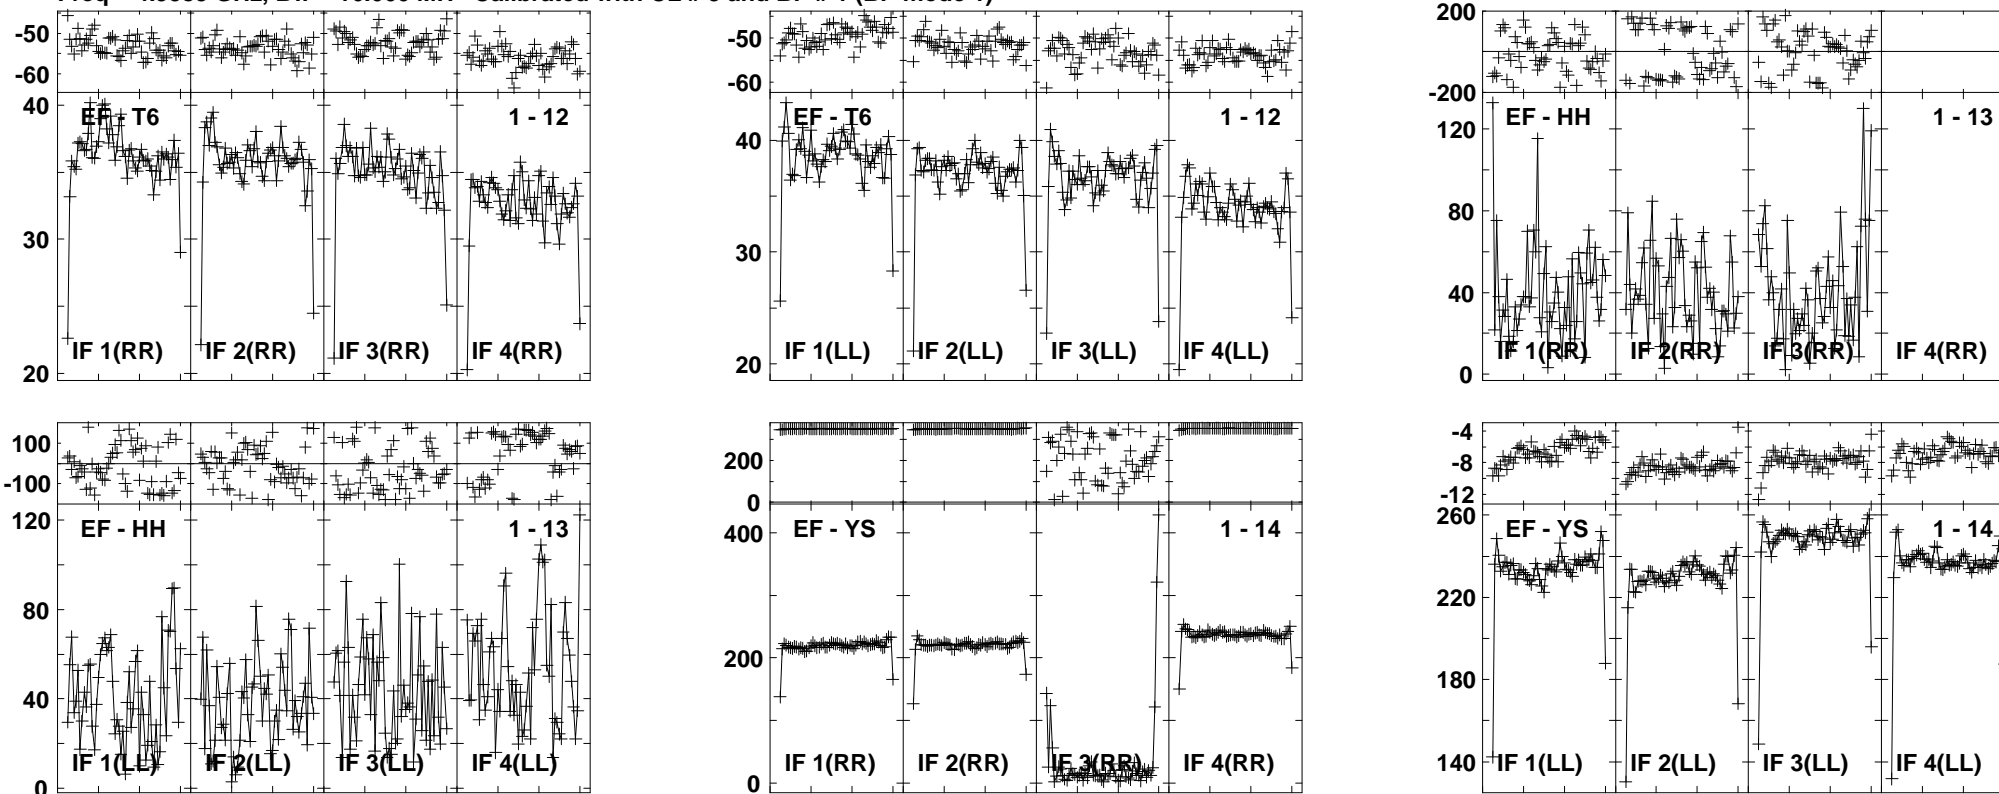 -50
-60
40
30
20
EF - T6
1 - 12
IF 1(RR)
IF 2(RR)
IF 3(RR)
IF 4(RR)
-50
-60
40
30
20
EF - T6
1 - 12
IF 1(LL)
IF 2(LL)
IF 3(LL)
IF 4(LL)
200
-200
120
80
40
0
EF - HH
1 - 13
IF 1(RR)
IF 2(RR)
IF 3(RR)
IF 4(RR)
100
-100
120
80
40
0
EF - HH
1 - 13
IF 1(LL)
IF 2(LL)
IF 3(LL)
IF 4(LL)
200
0
400
200
0
EF - YS
1 - 14
IF 1(RR)
IF 2(RR)
IF 3(RR)
IF 4(RR)
-4
-8
-12
260
220
180
140
EF - YS
1 - 14
IF 1(LL)
IF 2(LL)
IF 3(LL)
IF 4(LL)